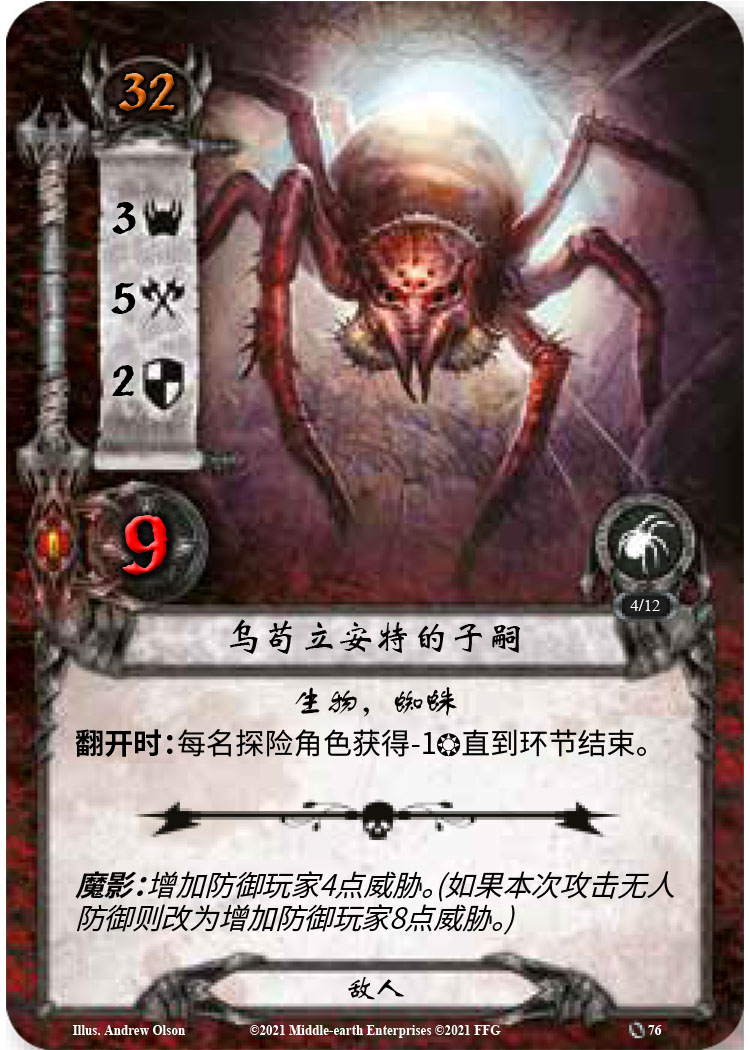 32
3
5
2
9
4/12
乌苟立安特的子嗣
生物，蜘蛛
翻开时：每名探险角色获得-1直到环节结束。
魔影：增加防御玩家4点威胁。(如果本次攻击无人
防御则改为增加防御玩家8点威胁。)
敌人
Illus. Andrew Olson ©2021 Middle-earth Enterprises ©2021 FFG 76